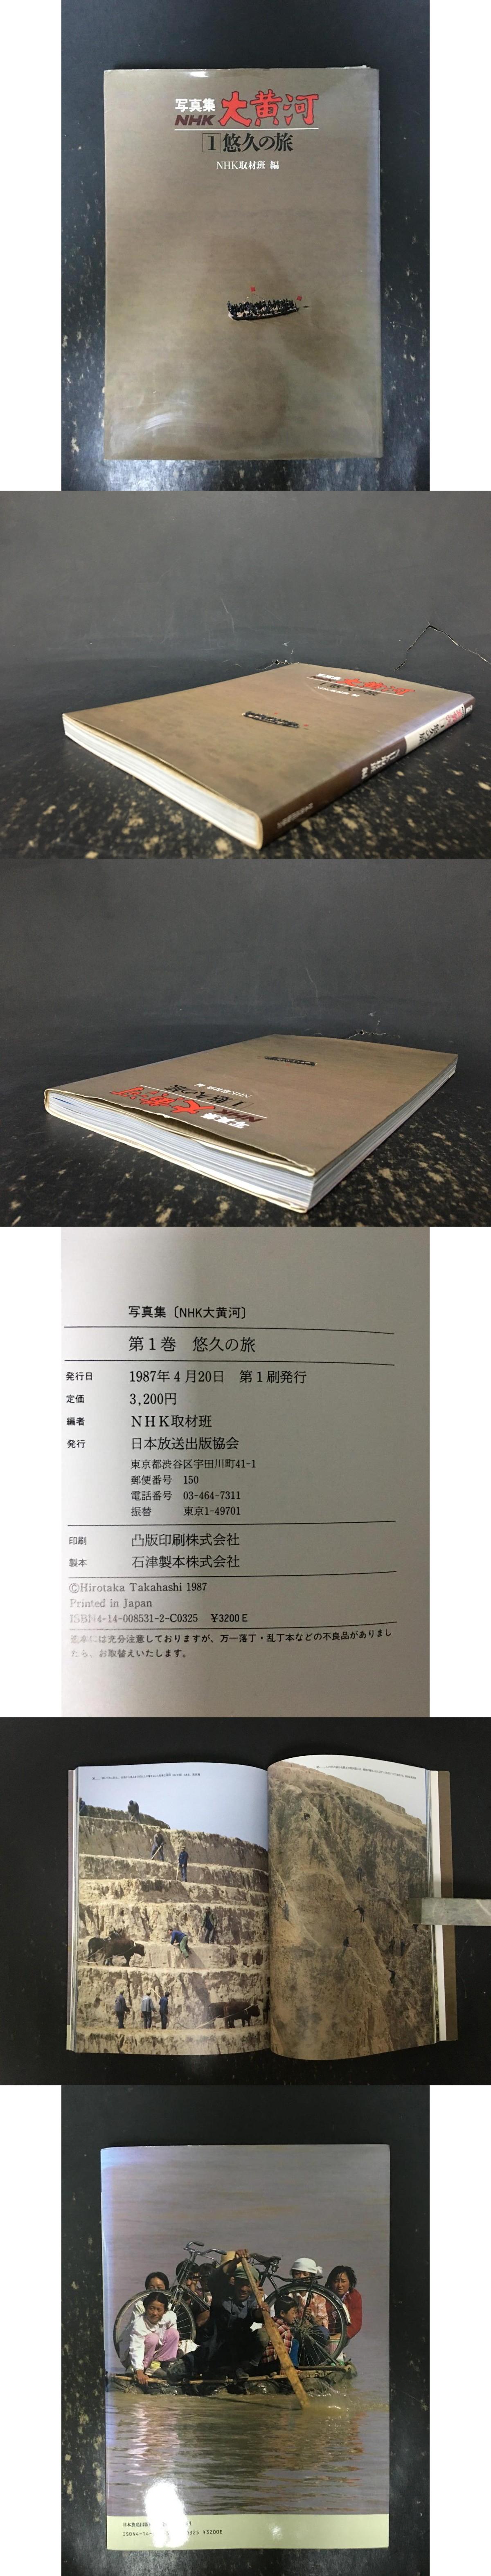 写真集
NHK 大黄河
1 悠久の旅
NHK取材班 編
写真集〔NHK大黄河〕
第1巻 悠久の旅
発行日 1987年4月20日 第1刷発行
定価 3,200円
編者 NHK取材班
発行 日本放送出版協会
東京都渋谷区宇田川町41-1
郵便番号 150
電話番号 03-464-7311
振替 東京1-49701
印刷 凸版印刷株式会社
製本 石津製本株式会社
©Hirotaka Takahashi 1987
Printed in Japan
ISBN4-14-008531-2-C0325 ¥3200E
造本には充分注意しておりますが、万一落丁・乱丁本などの不良品がありまし
たら、お取替えいたします。